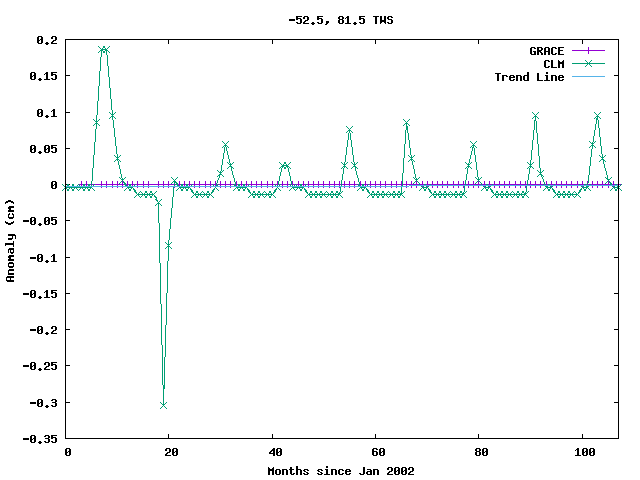 -52.5, 81.5 TWS
GRACE
CLM
Trend Line
0.2
0.15
0.1
0.05
0
-0.05
-0.1
-0.15
-0.2
-0.25
-0.3
-0.35
Anomaly (cm)
0 20 40 60 80 100
Months since Jan 2002